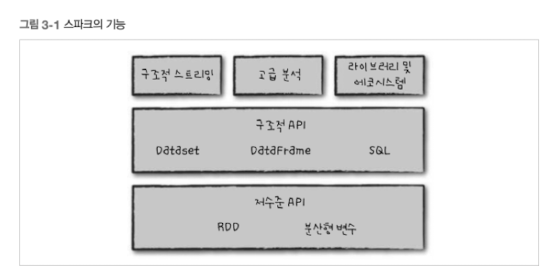 그림 3-1 스파크의 기능
구조적 스트리밍
고급 분석
라이브러리 및
에코시스템
구조적 API
Dataset DataFrame SQL
저수준 API
RDD 분산형 변수